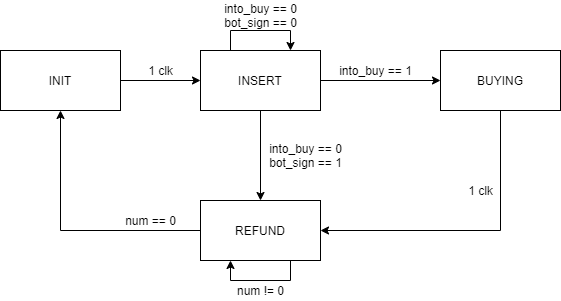 into_buy == 0
bot_sign == 0
INIT
1 clk
INSERT
into_buy == 1
BUYING
into_buy == 0
bot_sign == 1
1 clk
num == 0
REFUND
num != 0